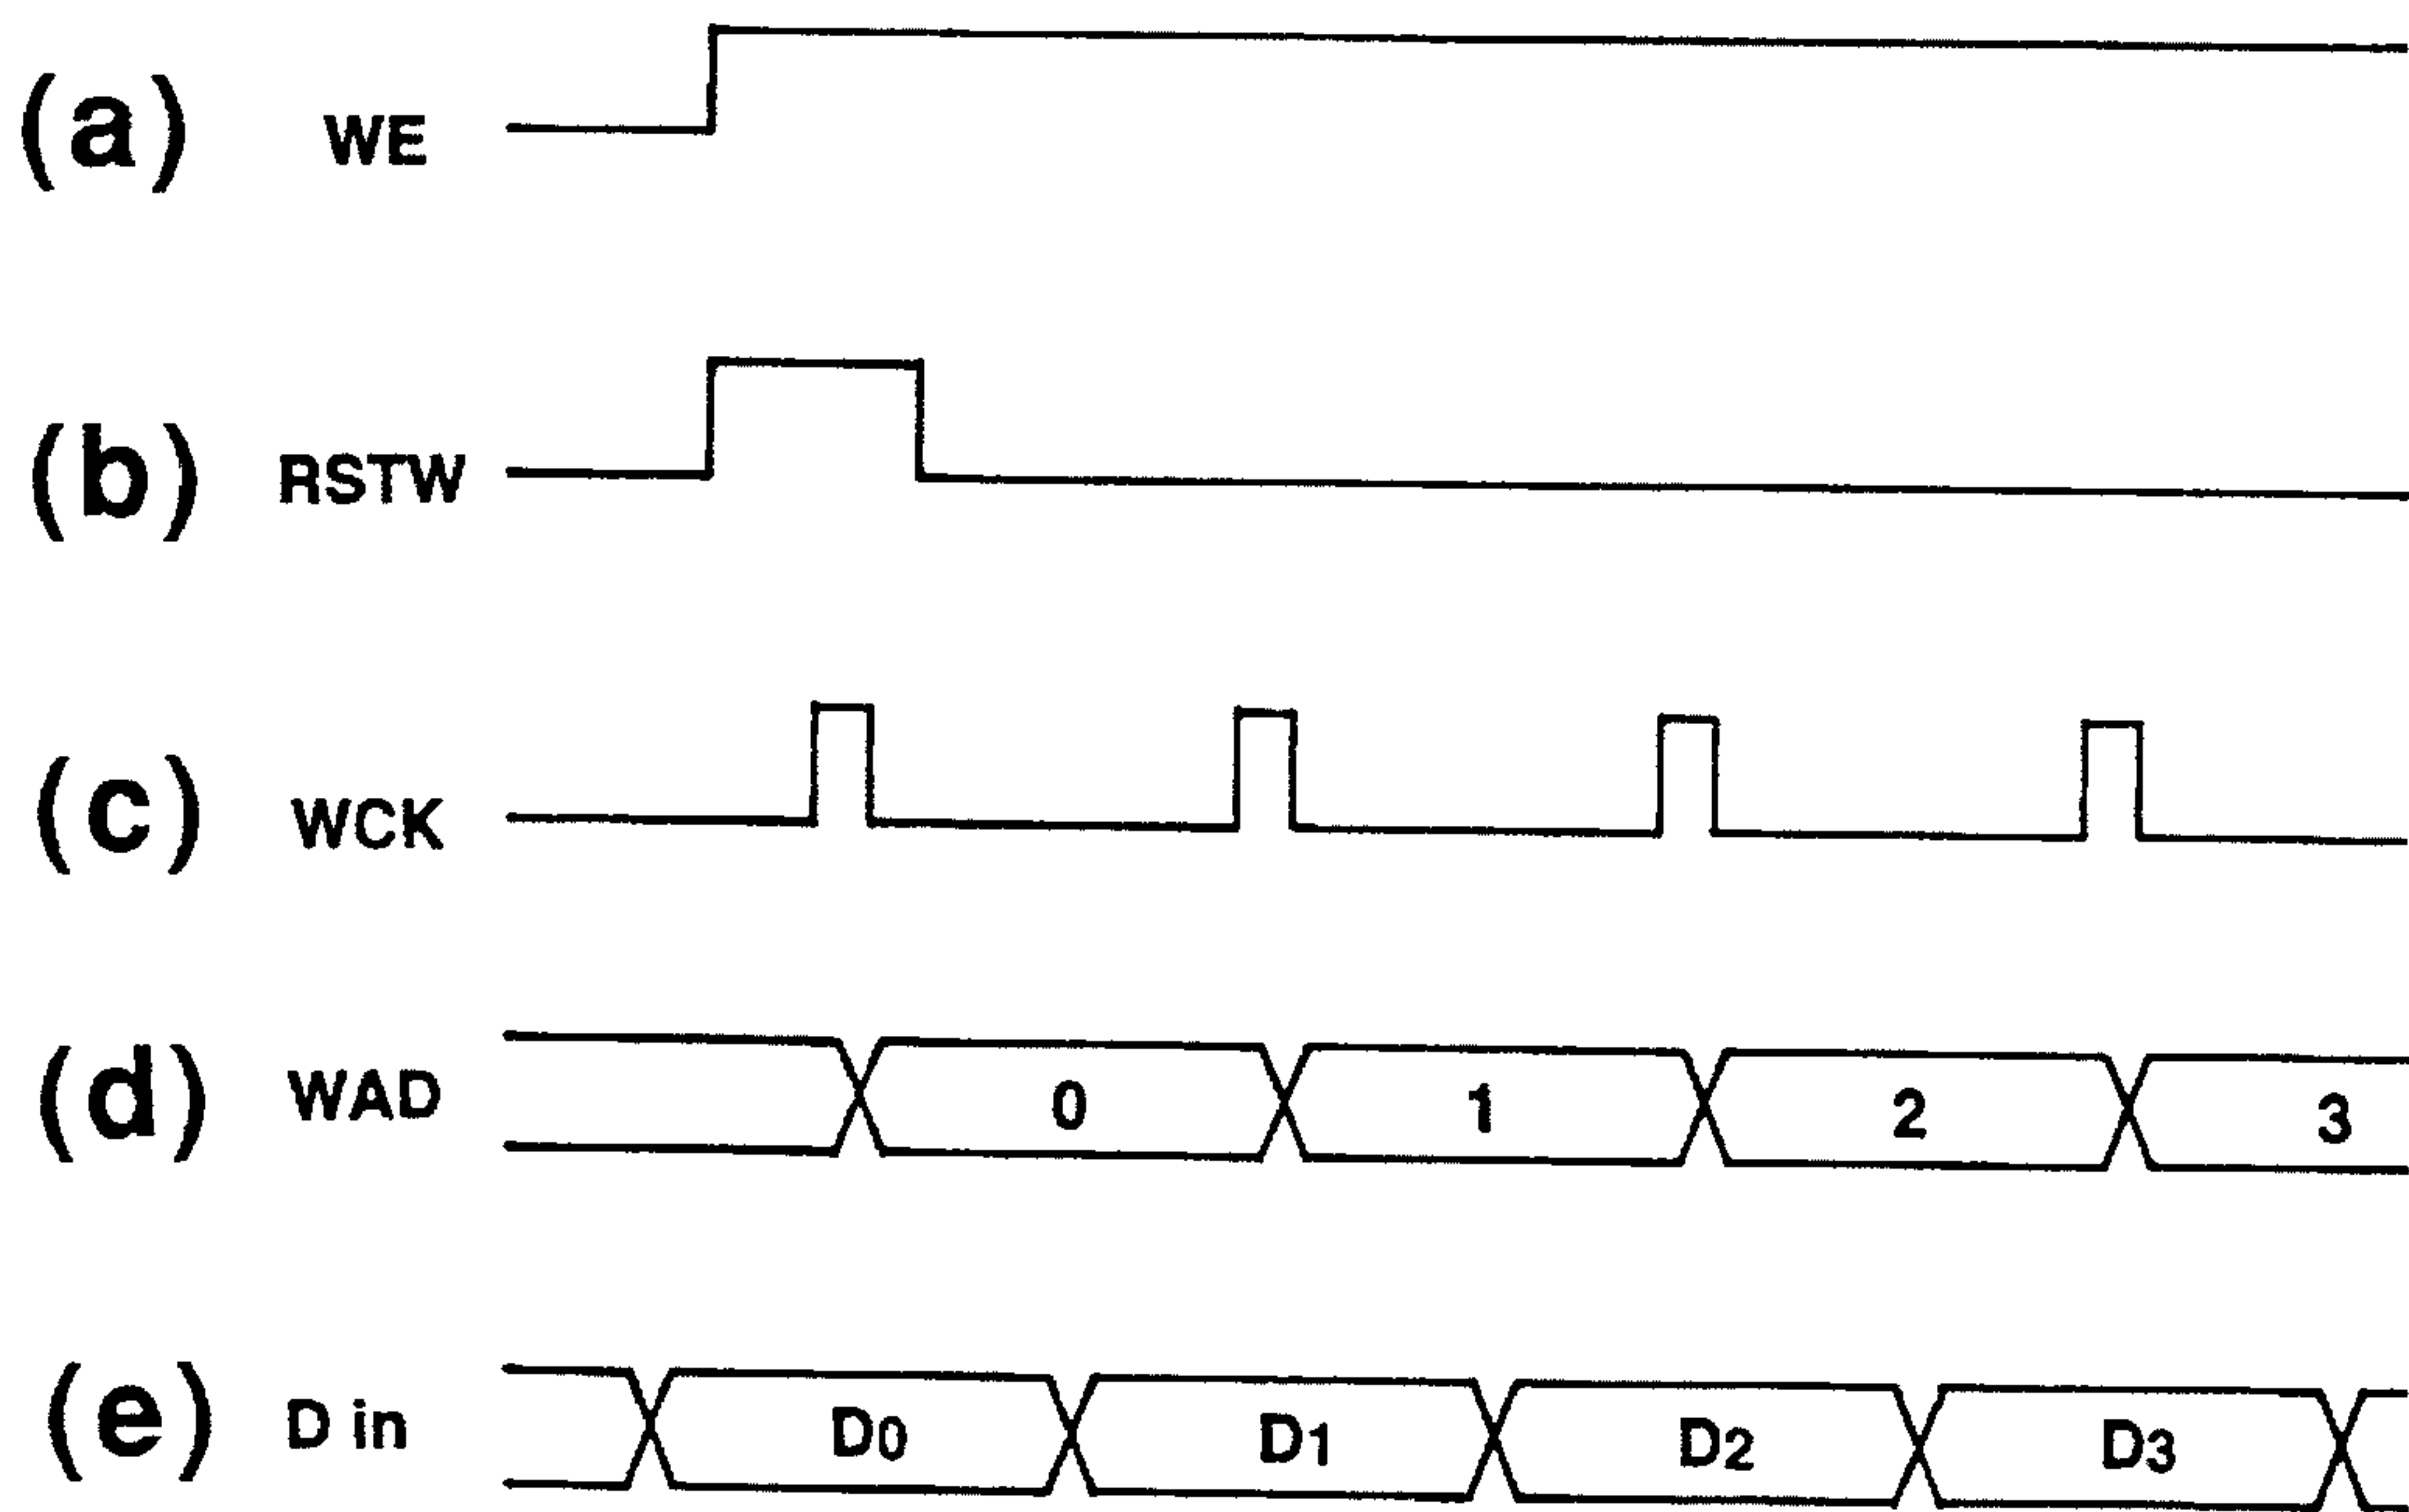 (a) WE
(b) RSTW
(c) WCK
(d) WAD 0 1 2 3
(e) D in D0 D1 D2 D3